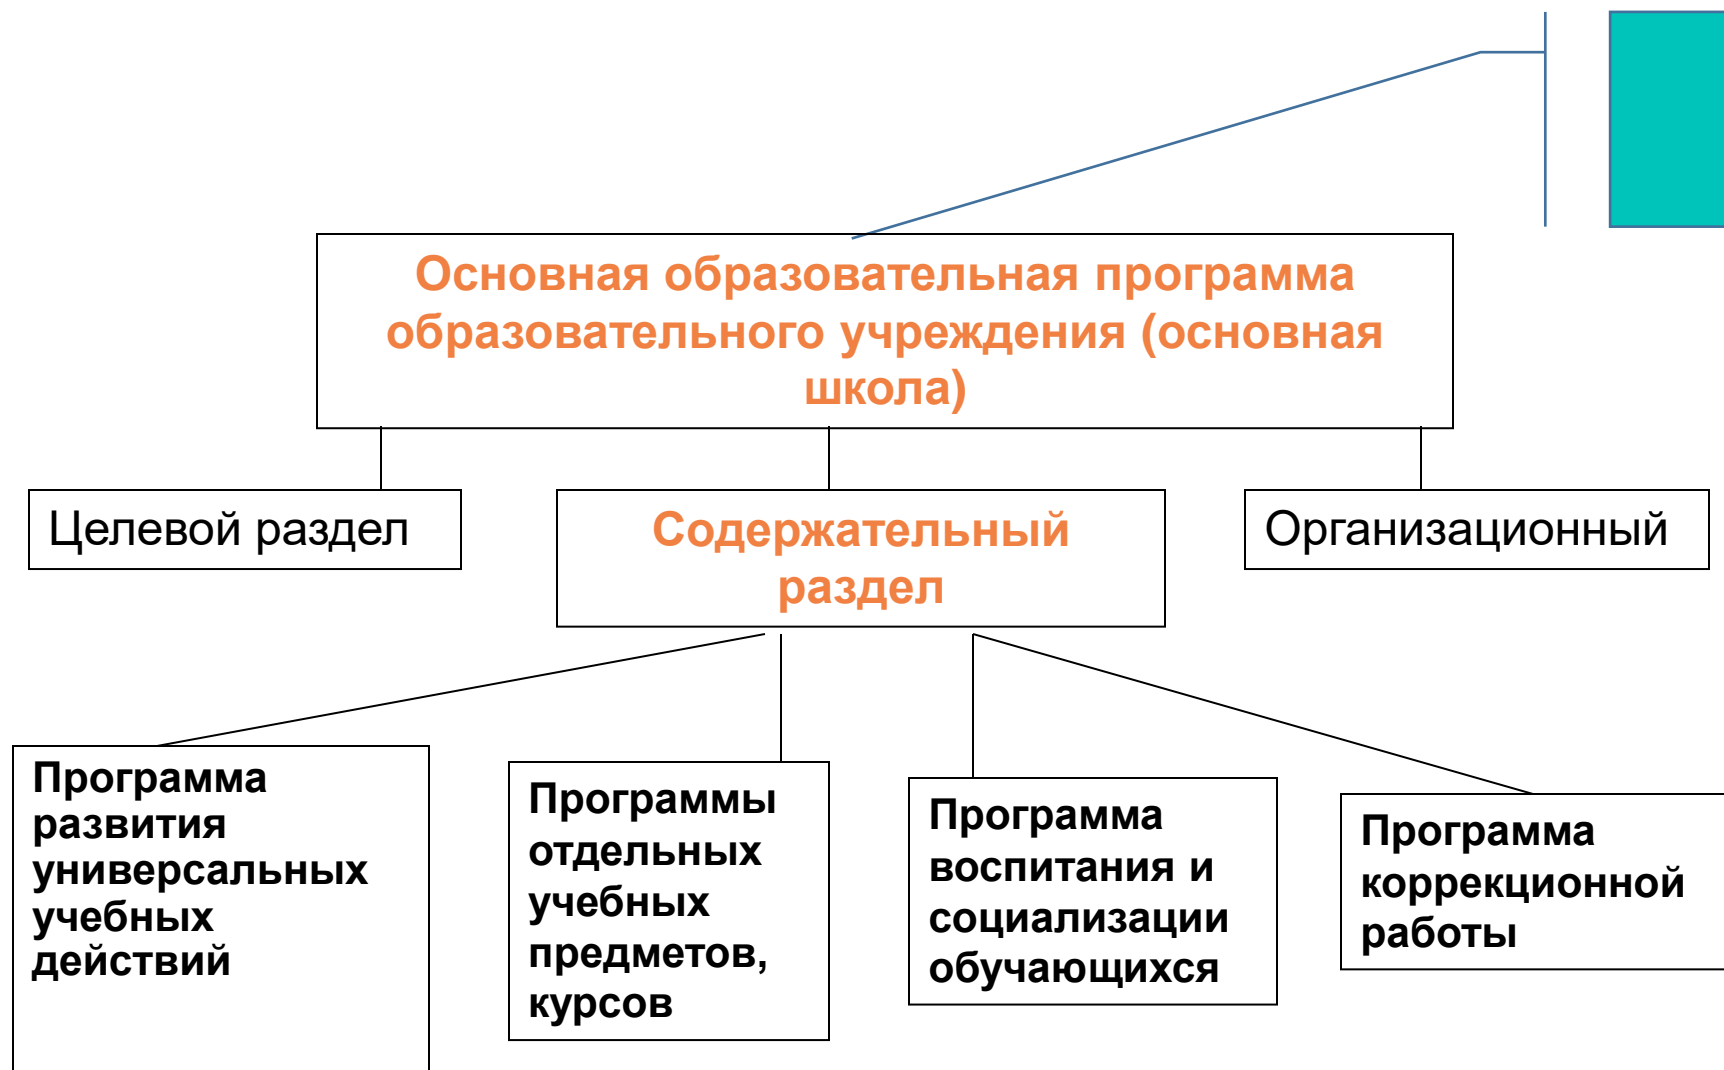 Основная образовательная программа
образовательного учреждения (основная
школа)
Целевой раздел
Содержательный
раздел
Организационный
Программа
развития
универсальных
учебных
действий
Программы
отдельных
учебных
предметов,
курсов
Программа
воспитания и
социализации
обучающихся
Программа
коррекционной
работы